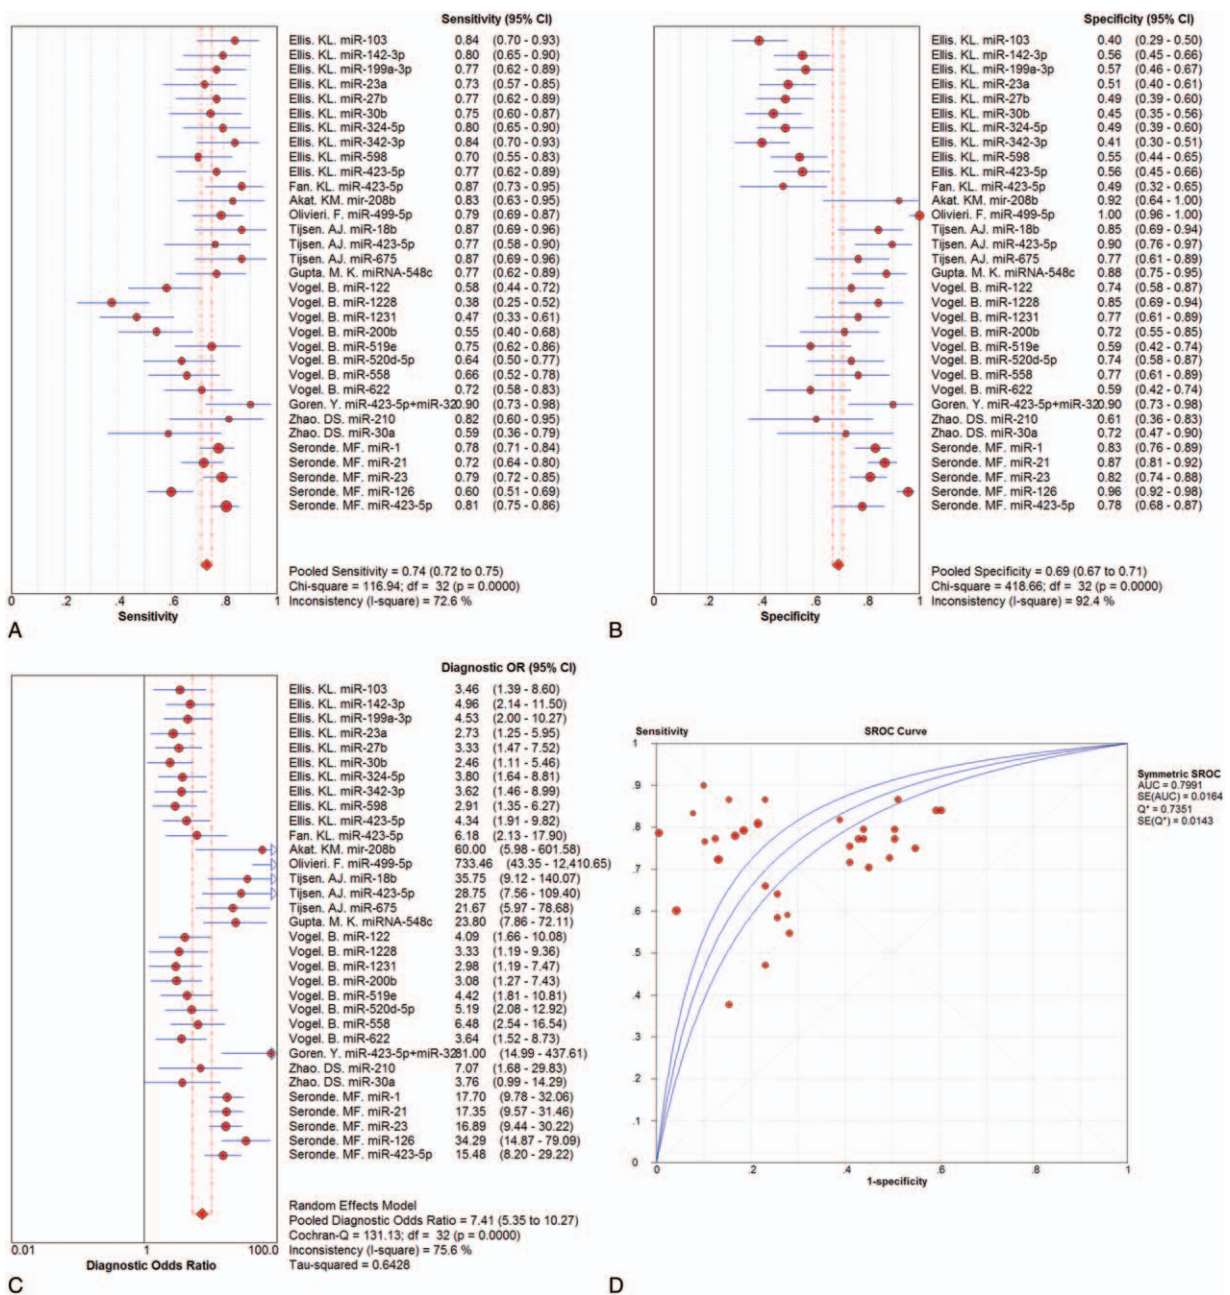 Sensitivity (95% CI)
Ellis. KL. miR-103 0.84 (0.70 - 0.93)
Ellis. KL. miR-142-3p 0.80 (0.65 - 0.90)
Ellis. KL. miR-199a-3p 0.77 (0.62 - 0.89)
Ellis. KL. miR-23a 0.73 (0.57 - 0.85)
Ellis. KL. miR-27b 0.77 (0.62 - 0.89)
Ellis. KL. miR-30b 0.75 (0.60 - 0.87)
Ellis. KL. miR-324-5p 0.80 (0.65 - 0.90)
Ellis. KL. miR-342-3p 0.84 (0.70 - 0.93)
Ellis. KL. miR-598 0.70 (0.55 - 0.83)
Ellis. KL. miR-423-5p 0.77 (0.62 - 0.89)
Fan. KL. miR-423-5p 0.87 (0.73 - 0.95)
Akat. KM. mir-208b 0.83 (0.63 - 0.95)
Olivieri. F. miR-499-5p 0.79 (0.69 - 0.87)
Tijsen. AJ. miR-18b 0.87 (0.69 - 0.96)
Tijsen. AJ. miR-423-5p 0.77 (0.58 - 0.90)
Tijsen. AJ. miR-675 0.87 (0.69 - 0.96)
Gupta. M. K. miRNA-548c 0.77 (0.62 - 0.89)
Vogel. B. miR-122 0.58 (0.44 - 0.72)
Vogel. B. miR-1228 0.38 (0.25 - 0.52)
Vogel. B. miR-1231 0.47 (0.33 - 0.61)
Vogel. B. miR-200b 0.55 (0.40 - 0.68)
Vogel. B. miR-519e 0.75 (0.62 - 0.86)
Vogel. B. miR-520d-5p 0.64 (0.50 - 0.77)
Vogel. B. miR-558 0.66 (0.52 - 0.78)
Vogel. B. miR-622 0.72 (0.58 - 0.83)
Goren. Y. miR-423-5p+miR-320.90 (0.73 - 0.98)
Zhao. DS. miR-210 0.82 (0.60 - 0.95)
Zhao. DS. miR-30a 0.59 (0.36 - 0.79)
Seronde. MF. miR-1 0.78 (0.71 - 0.84)
Seronde. MF. miR-21 0.72 (0.64 - 0.80)
Seronde. MF. miR-23 0.79 (0.72 - 0.85)
Seronde. MF. miR-126 0.60 (0.51 - 0.69)
Seronde. MF. miR-423-5p 0.81 (0.75 - 0.86)
Pooled Sensitivity = 0.74 (0.72 to 0.75)
Chi-square = 116.94; df = 32 (p = 0.0000)
Inconsistency (I-square) = 72.6 %
0 .2 .4 .6 .8 1
Sensitivity
A
Specificity (95% CI)
Ellis. KL. miR-103 0.40 (0.29 - 0.50)
Ellis. KL. miR-142-3p 0.56 (0.45 - 0.66)
Ellis. KL. miR-199a-3p 0.57 (0.46 - 0.67)
Ellis. KL. miR-23a 0.51 (0.40 - 0.61)
Ellis. KL. miR-27b 0.49 (0.39 - 0.60)
Ellis. KL. miR-30b 0.45 (0.35 - 0.56)
Ellis. KL. miR-324-5p 0.49 (0.39 - 0.60)
Ellis. KL. miR-342-3p 0.41 (0.30 - 0.51)
Ellis. KL. miR-598 0.55 (0.44 - 0.65)
Ellis. KL. miR-423-5p 0.56 (0.45 - 0.66)
Fan. KL. miR-423-5p 0.49 (0.32 - 0.65)
Akat. KM. mir-208b 0.92 (0.64 - 1.00)
Olivieri. F. miR-499-5p 1.00 (0.96 - 1.00)
Tijsen. AJ. miR-18b 0.85 (0.69 - 0.94)
Tijsen. AJ. miR-423-5p 0.90 (0.76 - 0.97)
Tijsen. AJ. miR-675 0.77 (0.61 - 0.89)
Gupta. M. K. miRNA-548c 0.88 (0.75 - 0.95)
Vogel. B. miR-122 0.74 (0.58 - 0.87)
Vogel. B. miR-1228 0.85 (0.69 - 0.94)
Vogel. B. miR-1231 0.77 (0.61 - 0.89)
Vogel. B. miR-200b 0.72 (0.55 - 0.85)
Vogel. B. miR-519e 0.59 (0.42 - 0.74)
Vogel. B. miR-520d-5p 0.74 (0.58 - 0.87)
Vogel. B. miR-558 0.77 (0.61 - 0.89)
Vogel. B. miR-622 0.59 (0.42 - 0.74)
Goren. Y. miR-423-5p+miR-320.90 (0.73 - 0.98)
Zhao. DS. miR-210 0.61 (0.36 - 0.83)
Zhao. DS. miR-30a 0.72 (0.47 - 0.90)
Seronde. MF. miR-1 0.83 (0.76 - 0.89)
Seronde. MF. miR-21 0.87 (0.81 - 0.92)
Seronde. MF. miR-23 0.82 (0.74 - 0.88)
Seronde. MF. miR-126 0.96 (0.92 - 0.98)
Seronde. MF. miR-423-5p 0.78 (0.68 - 0.87)
Pooled Specificity = 0.69 (0.67 to 0.71)
Chi-square = 418.66; df = 32 (p = 0.0000)
Inconsistency (I-square) = 92.4 %
0 .2 .4 .6 .8 1
Specificity
B
Diagnostic OR (95% CI)
Ellis. KL. miR-103 3.46 (1.39 - 8.60)
Ellis. KL. miR-142-3p 4.96 (2.14 - 11.50)
Ellis. KL. miR-199a-3p 4.53 (2.00 - 10.27)
Ellis. KL. miR-23a 2.73 (1.25 - 5.95)
Ellis. KL. miR-27b 3.33 (1.47 - 7.52)
Ellis. KL. miR-30b 2.46 (1.11 - 5.46)
Ellis. KL. miR-324-5p 3.80 (1.64 - 8.81)
Ellis. KL. miR-342-3p 3.62 (1.46 - 8.99)
Ellis. KL. miR-598 2.91 (1.35 - 6.27)
Ellis. KL. miR-423-5p 4.34 (1.91 - 9.82)
Fan. KL. miR-423-5p 6.18 (2.13 - 17.90)
Akat. KM. mir-208b 60.00 (5.98 - 601.58)
Olivieri. F. miR-499-5p 733.46 (43.35 - 12,410.65)
Tijsen. AJ. miR-18b 35.75 (9.12 - 140.07)
Tijsen. AJ. miR-423-5p 28.75 (7.56 - 109.40)
Tijsen. AJ. miR-675 21.67 (5.97 - 78.68)
Gupta. M. K. miRNA-548c 23.80 (7.86 - 72.11)
Vogel. B. miR-122 4.09 (1.66 - 10.08)
Vogel. B. miR-1228 3.33 (1.19 - 9.36)
Vogel. B. miR-1231 2.98 (1.19 - 7.47)
Vogel. B. miR-200b 3.08 (1.27 - 7.43)
Vogel. B. miR-519e 4.42 (1.81 - 10.81)
Vogel. B. miR-520d-5p 5.19 (2.08 - 12.92)
Vogel. B. miR-558 6.48 (2.54 - 16.54)
Vogel. B. miR-622 3.64 (1.52 - 8.73)
Goren. Y. miR-423-5p+miR-3281.00 (14.99 - 437.61)
Zhao. DS. miR-210 7.07 (1.68 - 29.83)
Zhao. DS. miR-30a 3.76 (0.99 - 14.29)
Seronde. MF. miR-1 17.70 (9.78 - 32.06)
Seronde. MF. miR-21 17.35 (9.57 - 31.46)
Seronde. MF. miR-23 16.89 (9.44 - 30.22)
Seronde. MF. miR-126 34.29 (14.87 - 79.09)
Seronde. MF. miR-423-5p 15.48 (8.20 - 29.22)
Random Effects Model
Pooled Diagnostic Odds Ratio = 7.41 (5.35 to 10.27)
Cochran-Q = 131.13; df = 32 (p = 0.0000)
Inconsistency (I-square) = 75.6 %
Tau-squared = 0.6428
0.01 1 100.0
Diagnostic Odds Ratio
C
Sensitivity SROC Curve
1
.9
.8
.7
.6
.5
.4
.3
.2
.1
0
0 .2 .4 .6 .8 1
1-specificity
Symmetric SROC
AUC = 0.7991
SE(AUC) = 0.0164
Q* = 0.7351
SE(Q*) = 0.0143
D